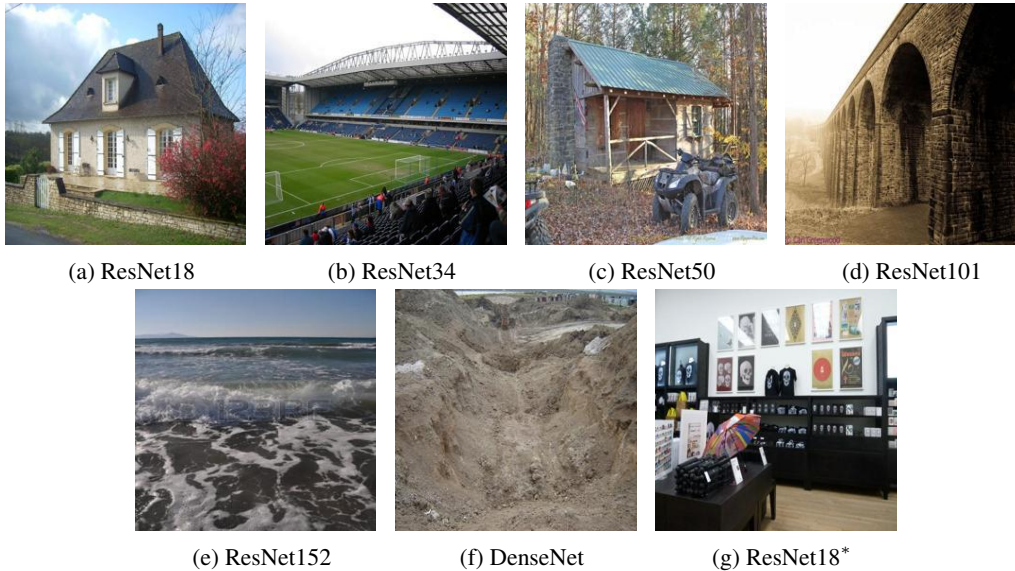 (a) ResNet18
(b) ResNet34
(c) ResNet50
(d) ResNet101
(e) ResNet152
(f) DenseNet
(g) ResNet18*